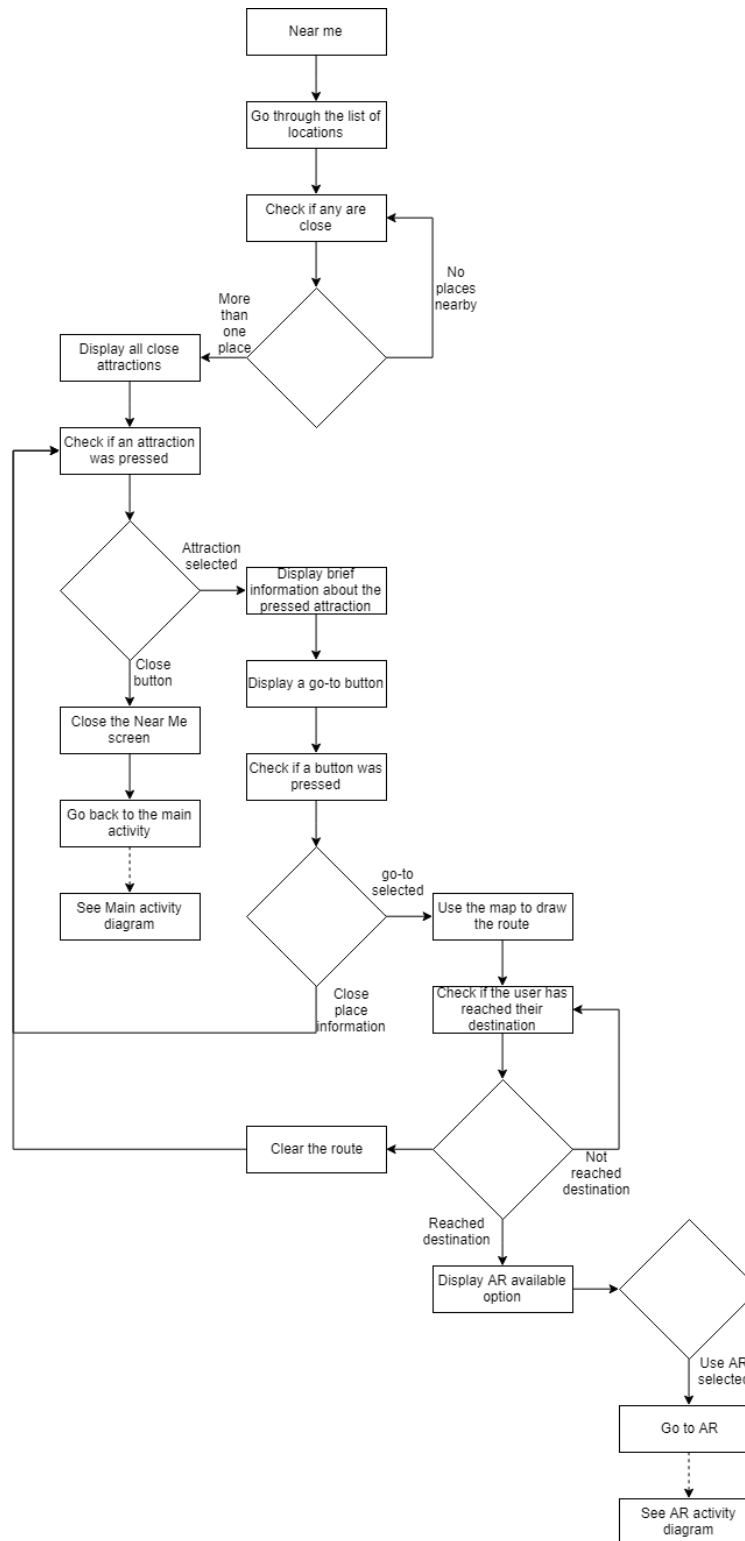 Near me
Go through the list of
locations
Check if any are
close
No
places
nearby
More
than
one
place
Display all close
attractions
Check if an attraction
was pressed
Attraction
selected
Display brief
information about the
pressed attraction
Close
button
Display a go-to button
Close the Near Me
screen
Check if a button was
pressed
Go back to the main
activity
go-to
selected
See Main activity
diagram
Use the map to draw
the route
Close
place
information
Check if the user has
reached their
destination
Clear the route
Not
reached
destination
Reached
destination
Display AR available
option
Use AR
selected
Go to AR
See AR activity
diagram